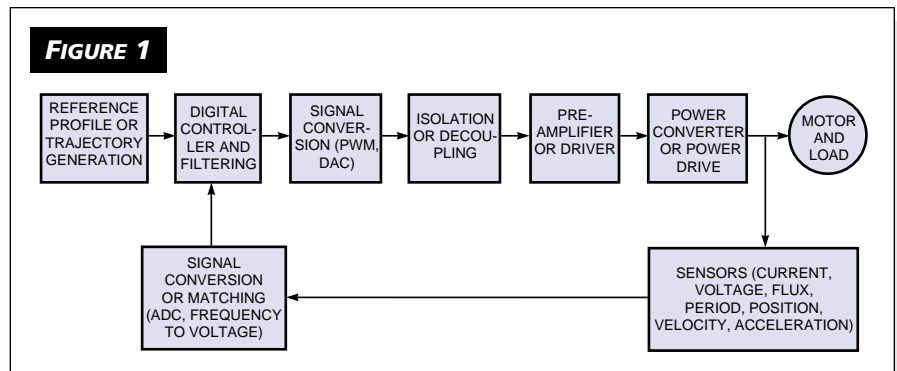 FIGURE 1
REFERENCE
PROFILE OR
TRAJECTORY
GENERATION
DIGITAL
CONTROL-
LER AND
FILTERING
SIGNAL
CONVER-
SION (PWM,
DAC)
ISOLATION
OR DECOU-
PLING
PRE-
AMPLIFIER
OR DRIVER
POWER
CONVERTER
OR POWER
DRIVE
MOTOR
AND
LOAD
SIGNAL
CONVERSION
OR MATCHING
(ADC, FREQUENCY
TO VOLTAGE)
SENSORS (CURRENT,
VOLTAGE, FLUX,
PERIOD, POSITION,
VELOCITY, ACCELERATION)